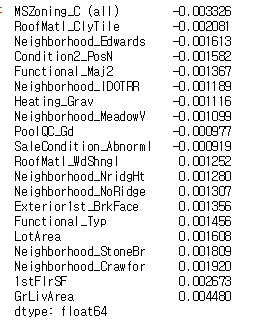 MSZoning_C (all) -0.003326
RoofMatl_ClyTile -0.002081
Neighborhood_Edwards -0.001613
Condition2_PosN -0.001582
Functional_Maj2 -0.001367
Neighborhood_IDOTRR -0.001189
Heating_Grav -0.001116
Neighborhood_MeadowV -0.001099
PoolQC_Gd -0.000977
SaleCondition_Abnorml -0.000919
RoofMatl_WdShngl 0.001252
Neighborhood_NridgHt 0.001280
Neighborhood_NoRidge 0.001307
Exterior1st_BrkFace 0.001356
Functional_Typ 0.001456
LotArea 0.001608
Neighborhood_StoneBr 0.001809
Neighborhood_Crawfor 0.001920
1stFlrSF 0.002673
GrLivArea 0.004480
dtype: float64